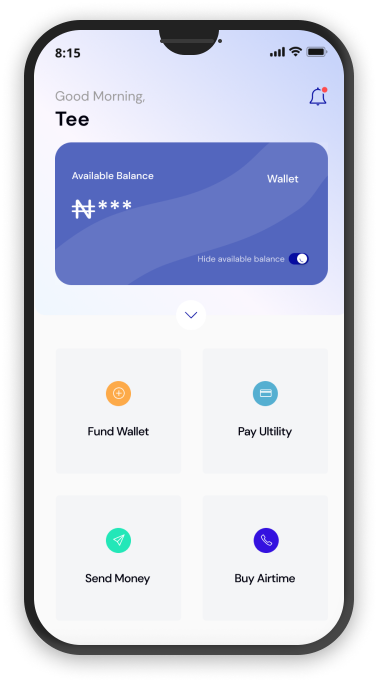 8:15
Good Morning,
Tee
Available Balance
Wallet
₦***
Hide available balance
Fund Wallet
Pay Ultility
Send Money
Buy Airtime